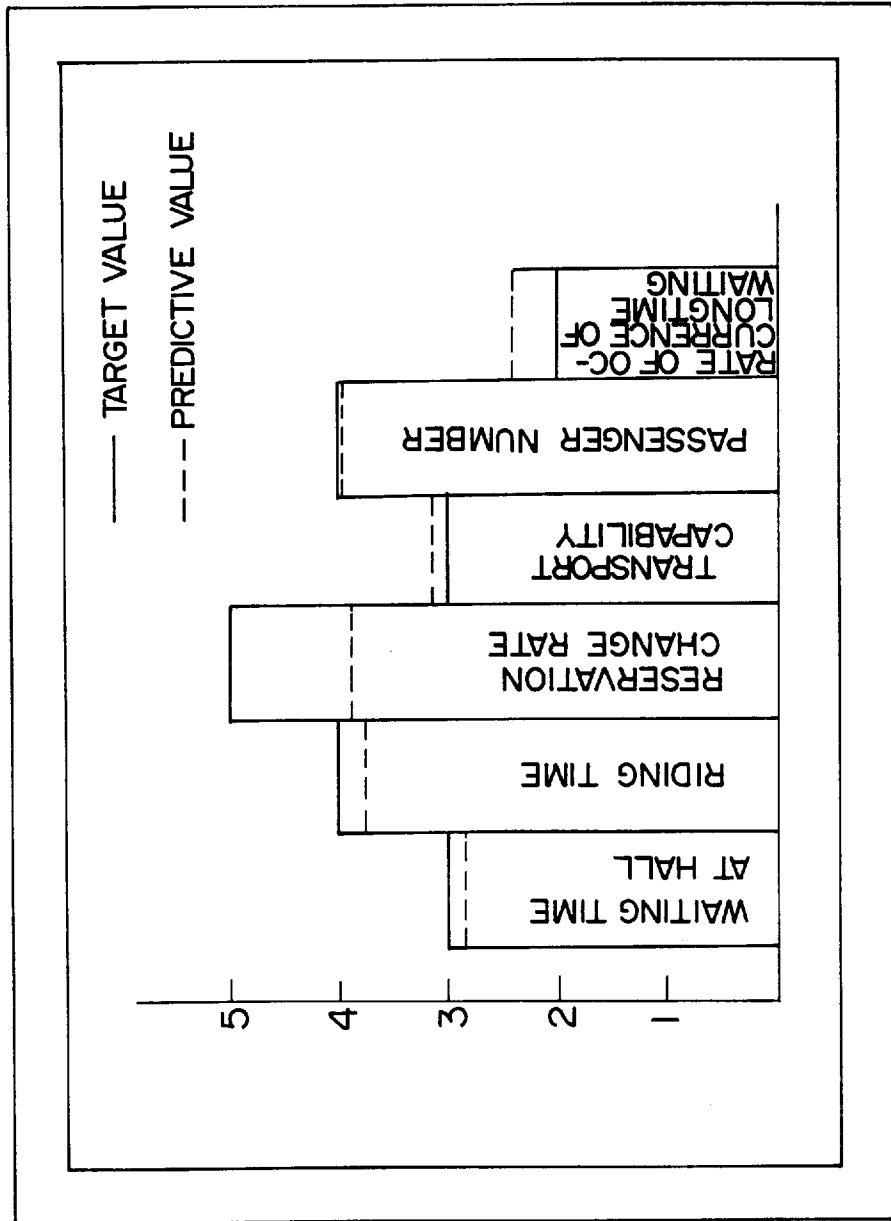 TARGET VALUE
PREDICTIVE VALUE
5
4
3
2
1
WAITING TIME
AT HALL
RIDING TIME
RESERVATION
CHANGE RATE
TRANSPORT
CAPABILITY
PASSENGER NUMBER
RATE OF OC-
CURRENCE OF
LONGTIME
WAITING